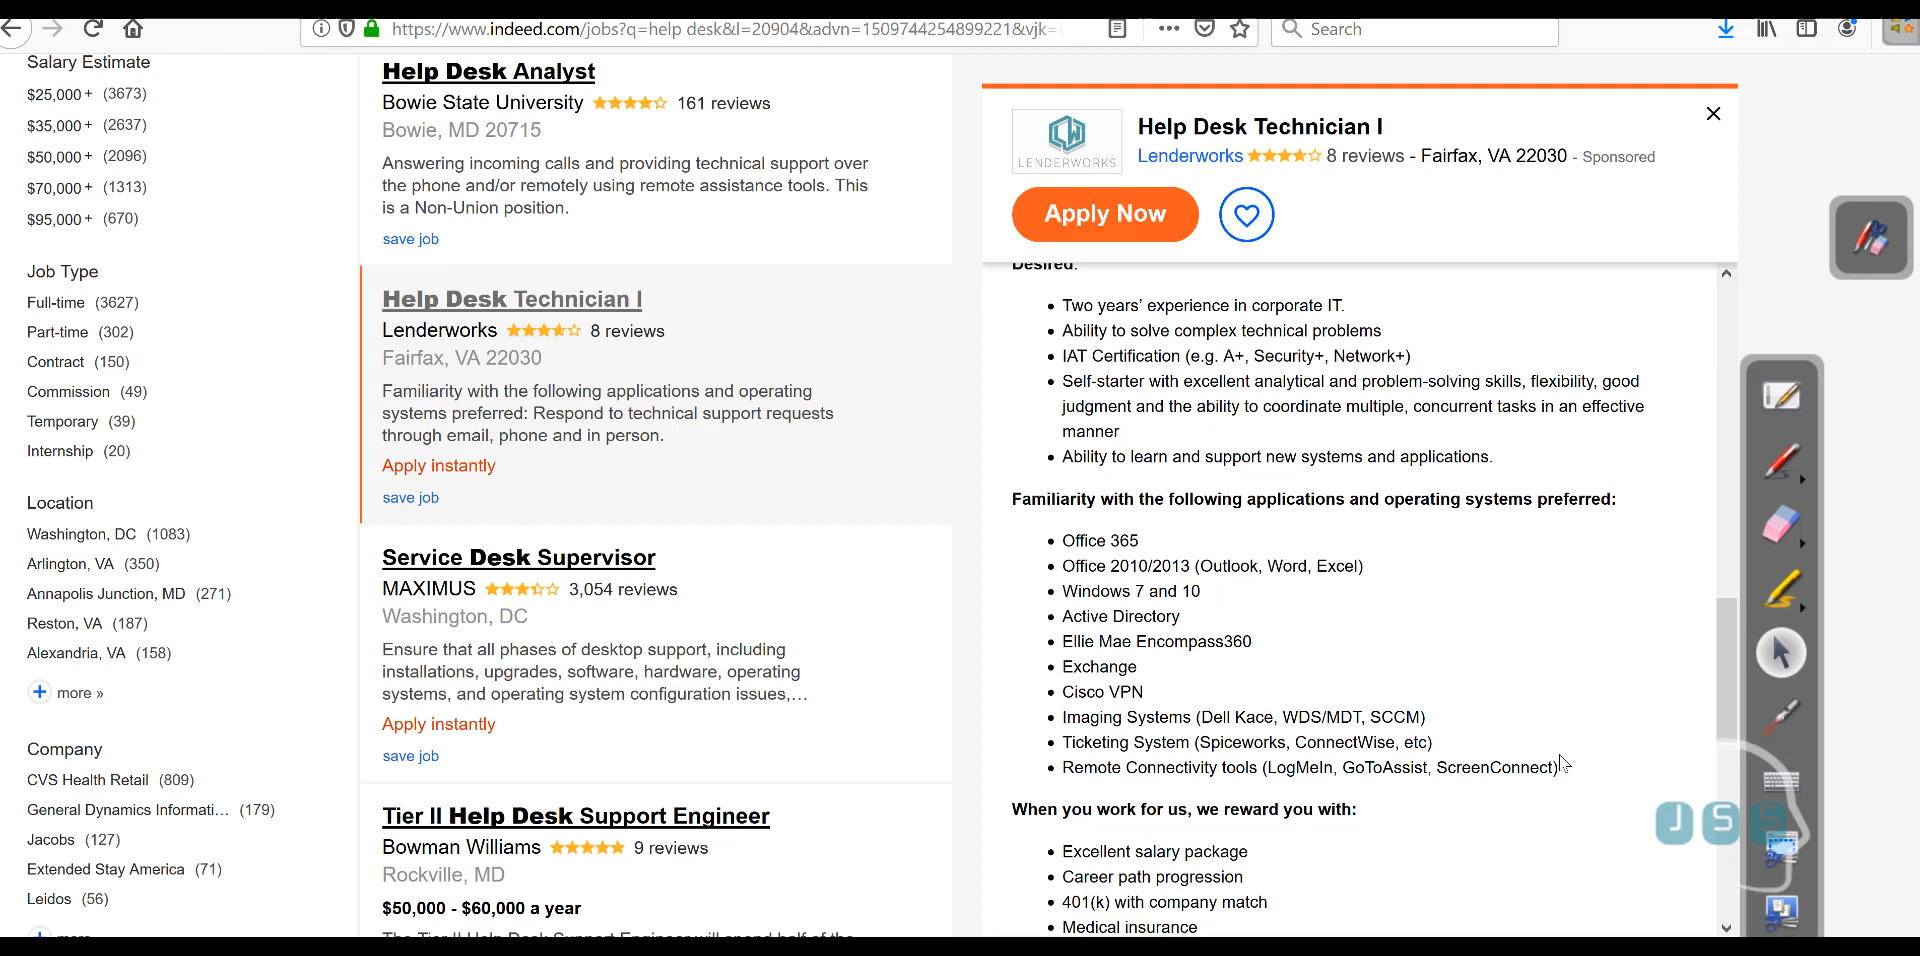 https://www.indeed.com/jobs?q=help desk&l=20904&advn=1509744254899221&vjk=
Search
Salary Estimate
$25,000+ (3673)
$35,000+ (2637)
$50,000+ (2096)
$70,000+ (1313)
$95,000+ (670)
Job Type
Full-time (3627)
Part-time (302)
Contract (150)
Commission (49)
Temporary (39)
Internship (20)
Location
Washington, DC (1083)
Arlington, VA (350)
Annapolis Junction, MD (271)
Reston, VA (187)
Alexandria, VA (158)
more »
Company
CVS Health Retail (809)
General Dynamics Informati... (179)
Jacobs (127)
Extended Stay America (71)
Leidos (56)
Help Desk Analyst
Bowie State University 161 reviews
Bowie, MD 20715
Answering incoming calls and providing technical support over
the phone and/or remotely using remote assistance tools. This
is a Non-Union position.
save job
Help Desk Technician I
Lenderworks 8 reviews
Fairfax, VA 22030
Familiarity with the following applications and operating
systems preferred: Respond to technical support requests
through email, phone and in person.
Apply instantly
save job
Service Desk Supervisor
MAXIMUS 3,054 reviews
Washington, DC
Ensure that all phases of desktop support, including
installations, upgrades, software, hardware, operating
systems, and operating system configuration issues,...
Apply instantly
save job
Tier II Help Desk Support Engineer
Bowman Williams 9 reviews
Rockville, MD
$50,000 - $60,000 a year
The Tier II Help Desk Support Engineer will spend half of the
LENDERWORKS
Help Desk Technician I
Lenderworks 8 reviews - Fairfax, VA 22030 - Sponsored
Apply Now
Desired:
• Two years’ experience in corporate IT.
• Ability to solve complex technical problems
• IAT Certification (e.g. A+, Security+, Network+)
• Self-starter with excellent analytical and problem-solving skills, flexibility, good
judgment and the ability to coordinate multiple, concurrent tasks in an effective
manner
• Ability to learn and support new systems and applications.
Familiarity with the following applications and operating systems preferred:
• Office 365
• Office 2010/2013 (Outlook, Word, Excel)
• Windows 7 and 10
• Active Directory
• Ellie Mae Encompass360
• Exchange
• Cisco VPN
• Imaging Systems (Dell Kace, WDS/MDT, SCCM)
• Ticketing System (Spiceworks, ConnectWise, etc)
• Remote Connectivity tools (LogMeIn, GoToAssist, ScreenConnect)
When you work for us, we reward you with:
• Excellent salary package
• Career path progression
• 401(k) with company match
• Medical insurance
JSS